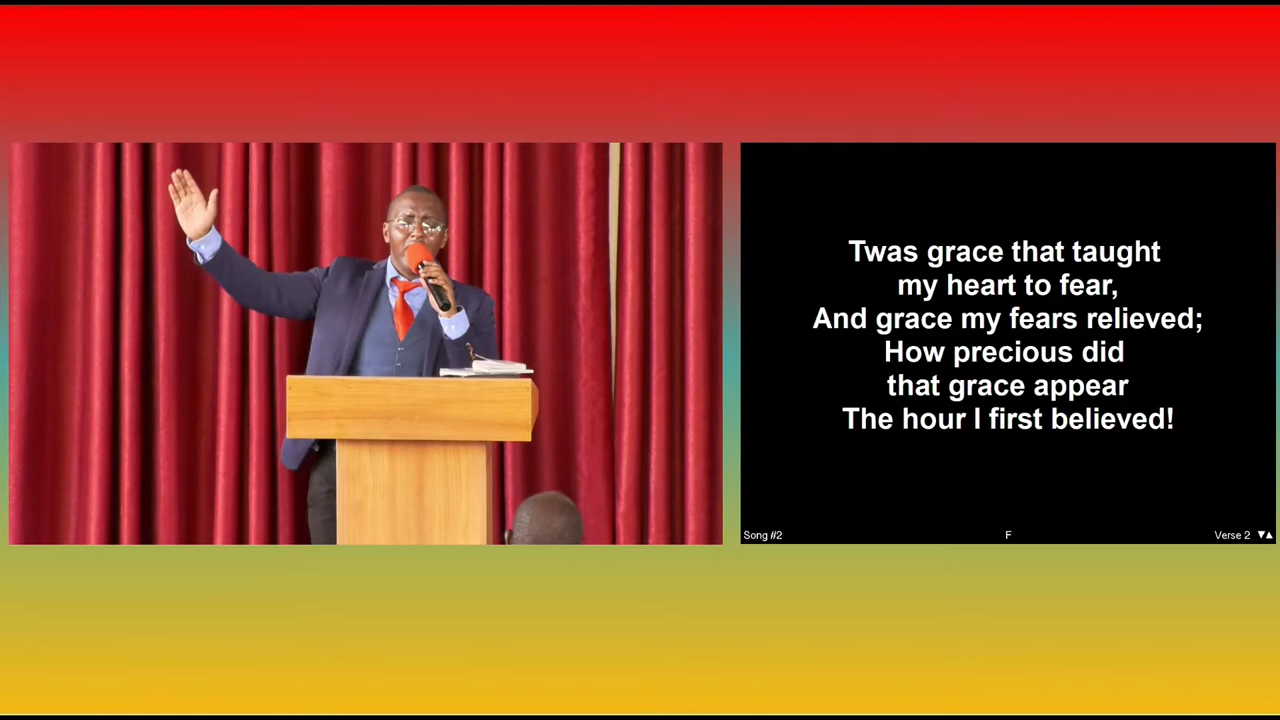 Twas grace that taught
my heart to fear,
And grace my fears relieved;
How precious did
that grace appear
The hour I first believed!
Song #2
F
Verse 2 ▼▲